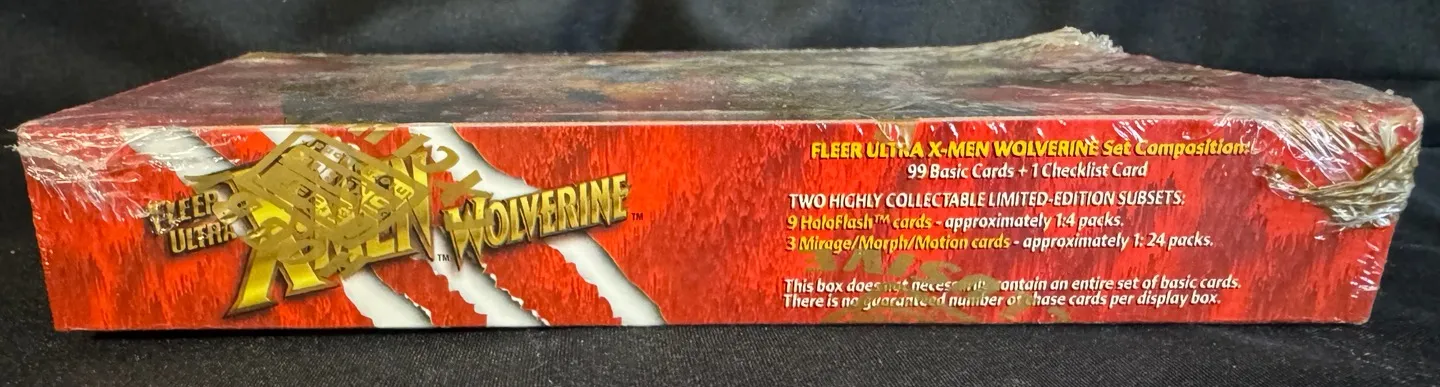 FLEER
ULTRA
X-MEN
WOLVERINE™
FLEER ULTRA X-MEN WOLVERINE Set Composition:
99 Basic Cards + 1 Checklist Card
TWO HIGHLY COLLECTABLE LIMITED-EDITION SUBSETS:
9 HoloFlash™ cards - approximately 1:4 packs.
3 Mirage/Morph/Motion cards - approximately 1: 24 packs.
This box does not necessarily contain an entire set of basic cards.
There is no guaranteed number of chase cards per display box.